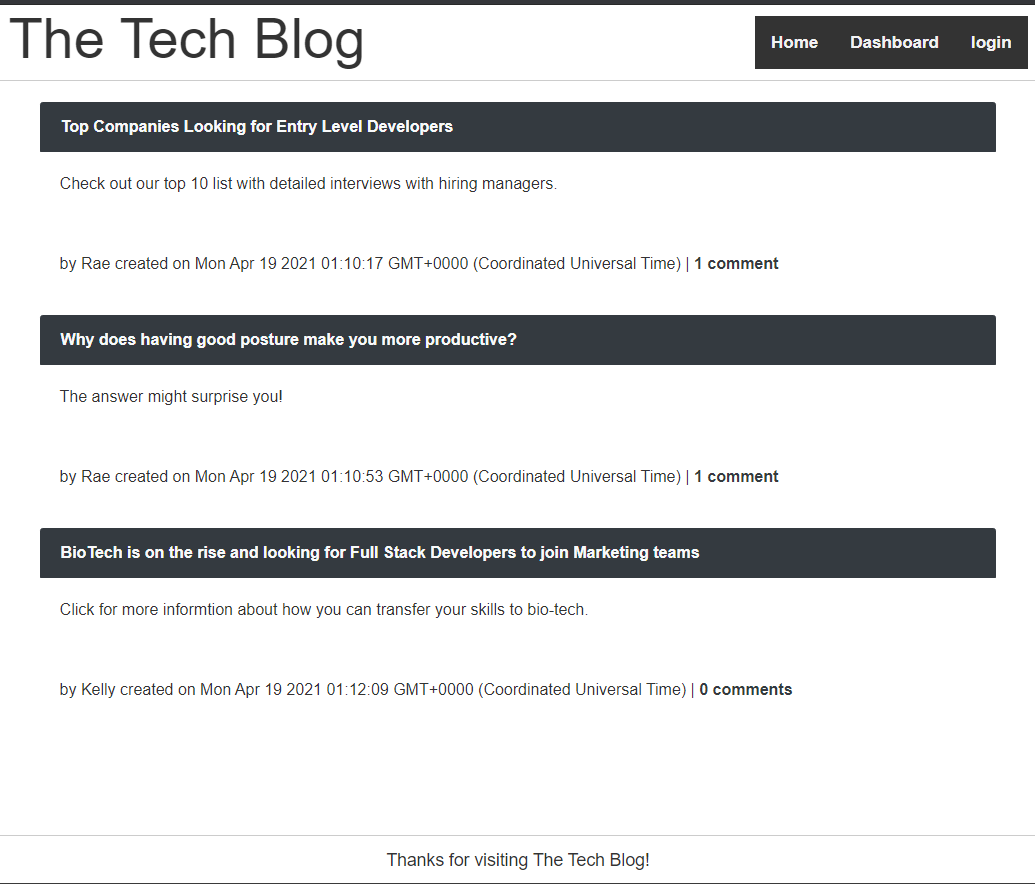 The Tech Blog
Home Dashboard login
Top Companies Looking for Entry Level Developers
Check out our top 10 list with detailed interviews with hiring managers.
by Rae created on Mon Apr 19 2021 01:10:17 GMT+0000 (Coordinated Universal Time) | 1 comment
Why does having good posture make you more productive?
The answer might surprise you!
by Rae created on Mon Apr 19 2021 01:10:53 GMT+0000 (Coordinated Universal Time) | 1 comment
BioTech is on the rise and looking for Full Stack Developers to join Marketing teams
Click for more informtion about how you can transfer your skills to bio-tech.
by Kelly created on Mon Apr 19 2021 01:12:09 GMT+0000 (Coordinated Universal Time) | 0 comments
Thanks for visiting The Tech Blog!